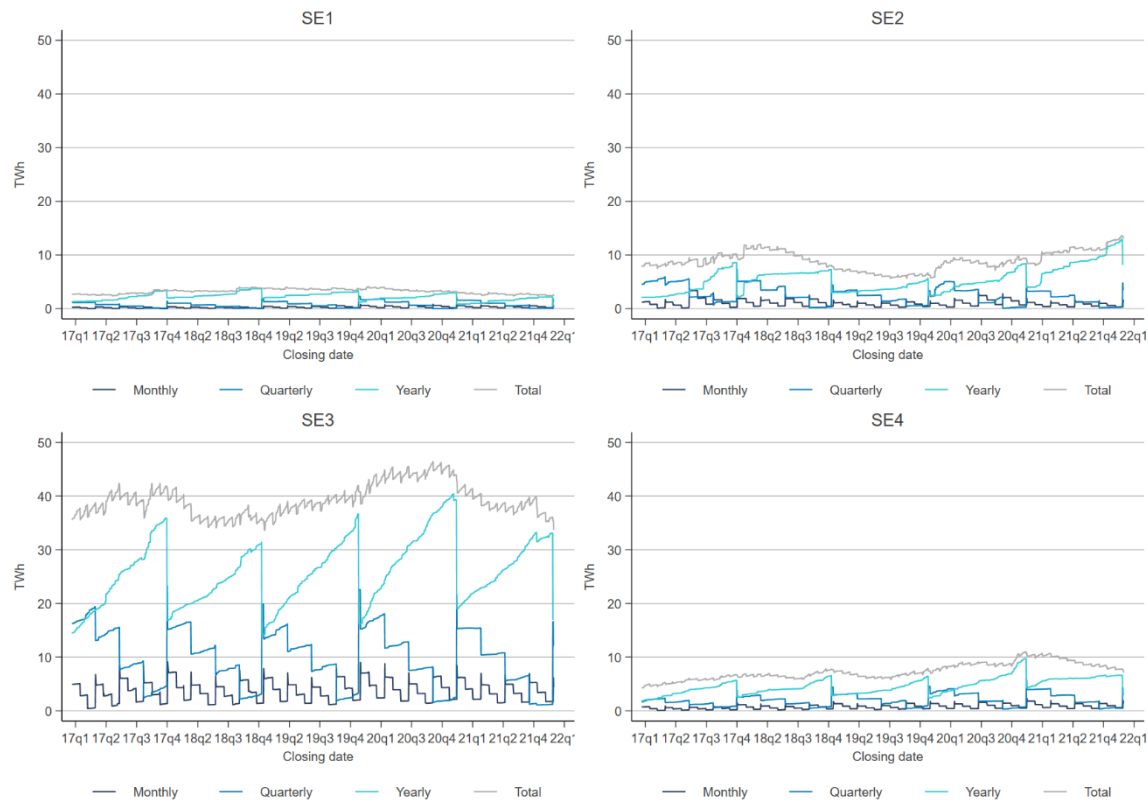 SE1
50
40
30
20
10
0
TWh
17q1 17q2 17q3 17q4 18q2 18q3 18q4 19q2 19q3 19q4 20q1 20q3 20q4 21q1 21q2 21q4 22q1
Closing date
Monthly Quarterly Yearly Total
SE2
50
40
30
20
10
0
TWh
17q1 17q2 17q3 17q4 18q2 18q3 18q4 19q1 19q3 19q4 20q1 20q3 20q4 21q1 21q2 21q4 22q1
Closing date
Monthly Quarterly Yearly Total
SE3
50
40
30
20
10
0
TWh
17q1 17q2 17q3 17q4 18q2 18q3 18q4 19q2 19q3 19q4 20q1 20q3 20q4 21q1 21q2 21q4
Closing date
Monthly Quarterly Yearly Total
SE4
50
40
30
20
10
0
TWh
17q1 17q2 17q3 17q4 18q2 18q3 18q4 19q1 19q3 19q4 20q1 20q3 20q4 21q1 21q2 21q4 22q1
Closing date
Monthly Quarterly Yearly Total